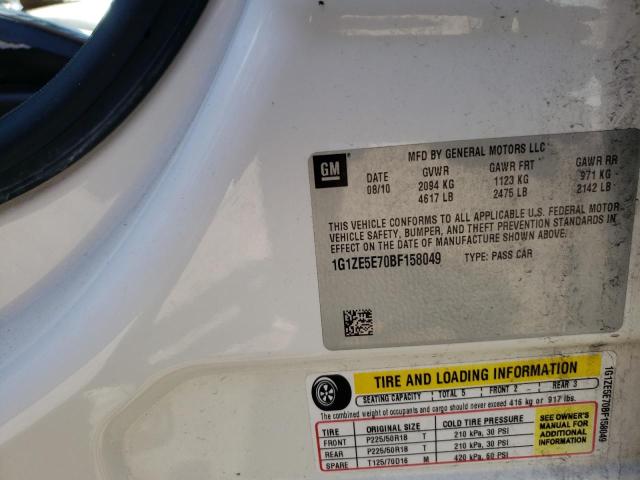 GM
MFD BY GENERAL MOTORS LLC
DATE GVWR GAWR FRT GAWR RR
08/10 2094 KG 1123 KG 971 KG
4617 LB 2475 LB 2142 LB
THIS VEHICLE CONFORMS TO ALL APPLICABLE U.S. FEDERAL MOTOR
VEHICLE SAFETY, BUMPER, AND THEFT PREVENTION STANDARDS IN
EFFECT ON THE DATE OF MANUFACTURE SHOWN ABOVE.
1G1ZE5E70BF158049 TYPE: PASS CAR
TIRE AND LOADING INFORMATION
SEATING CAPACITY TOTAL 5 FRONT 2 REAR 3
The combined weight of occupants and cargo should never exceed 416 kg or 917 lbs.
TIRE ORIGINAL SIZE COLD TIRE PRESSURE
FRONT P225/50R18 T 210 kPa, 30 PSI
REAR P225/50R18 T 210 kPa, 30 PSI
SPARE T125/70D16 M 420 kPa, 60 PSI
SEE OWNER'S
MANUAL FOR
ADDITIONAL
INFORMATION
1G1ZE5E70BF158049